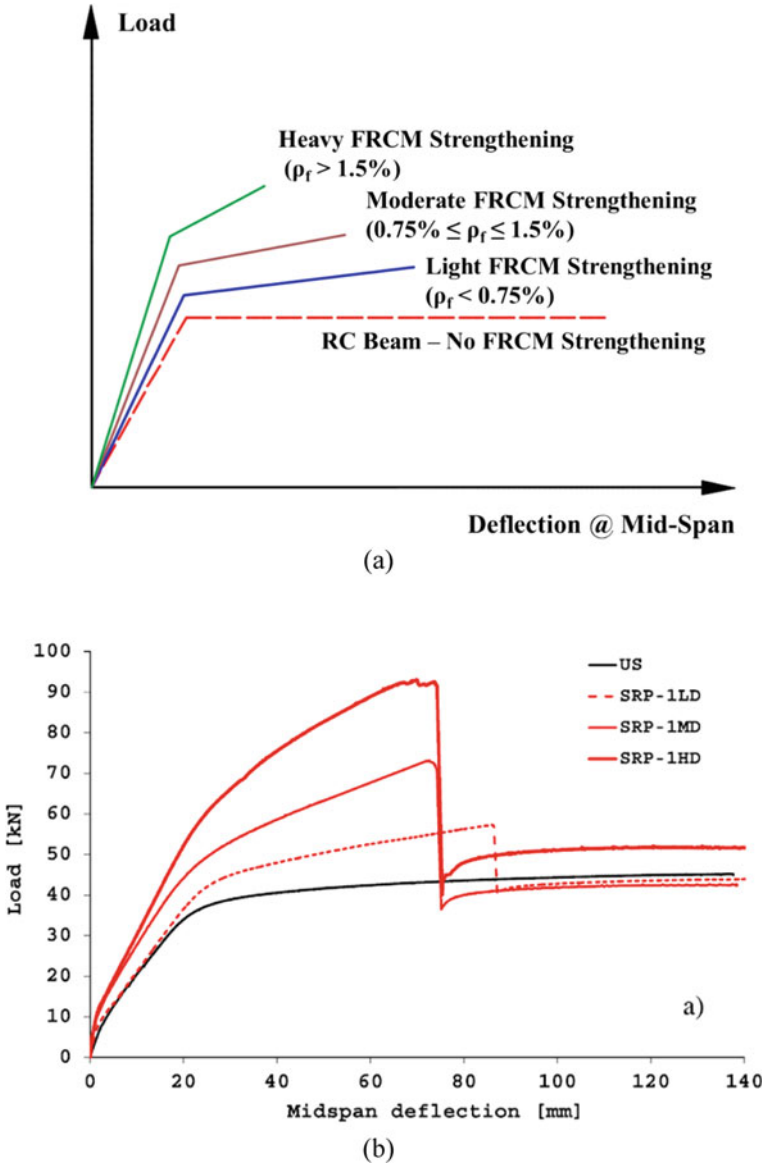 Load
Heavy FRCM Strengthening
(ρf > 1.5%)
Moderate FRCM Strengthening
(0.75% ≤ ρf ≤ 1.5%)
Light FRCM Strengthening
(ρf < 0.75%)
RC Beam – No FRCM Strengthening
Deflection @ Mid-Span
(a)
100
90
80
70
60
50
40
30
20
10
0
Load [kN]
US
SRP-1LD
SRP-1MD
SRP-1HD
a)
0 20 40 60 80 100 120 140
Midspan deflection [mm]
(b)